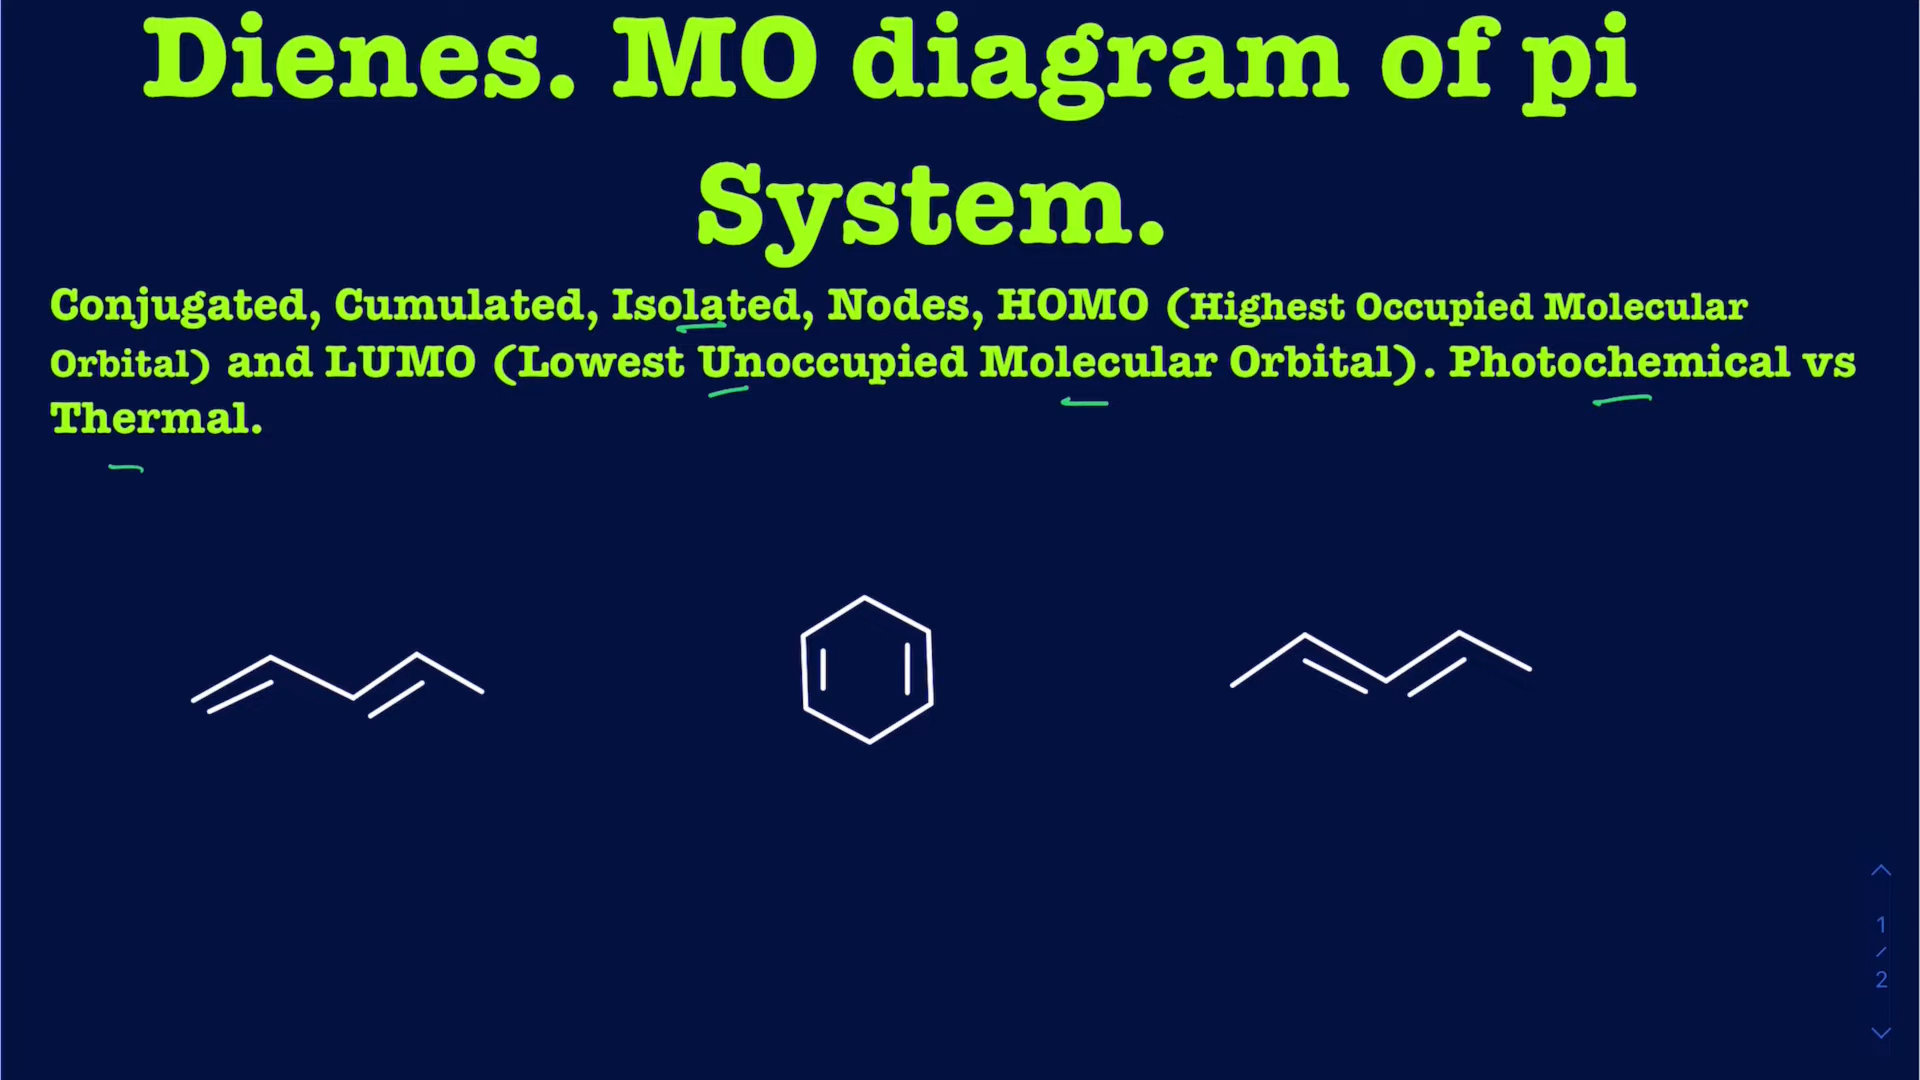 Dienes. MO diagram of pi
System.
Conjugated, Cumulated, Isolated, Nodes, HOMO (Highest Occupied Molecular
Orbital) and LUMO (Lowest Unoccupied Molecular Orbital). Photochemical vs
Thermal.
1
/
2